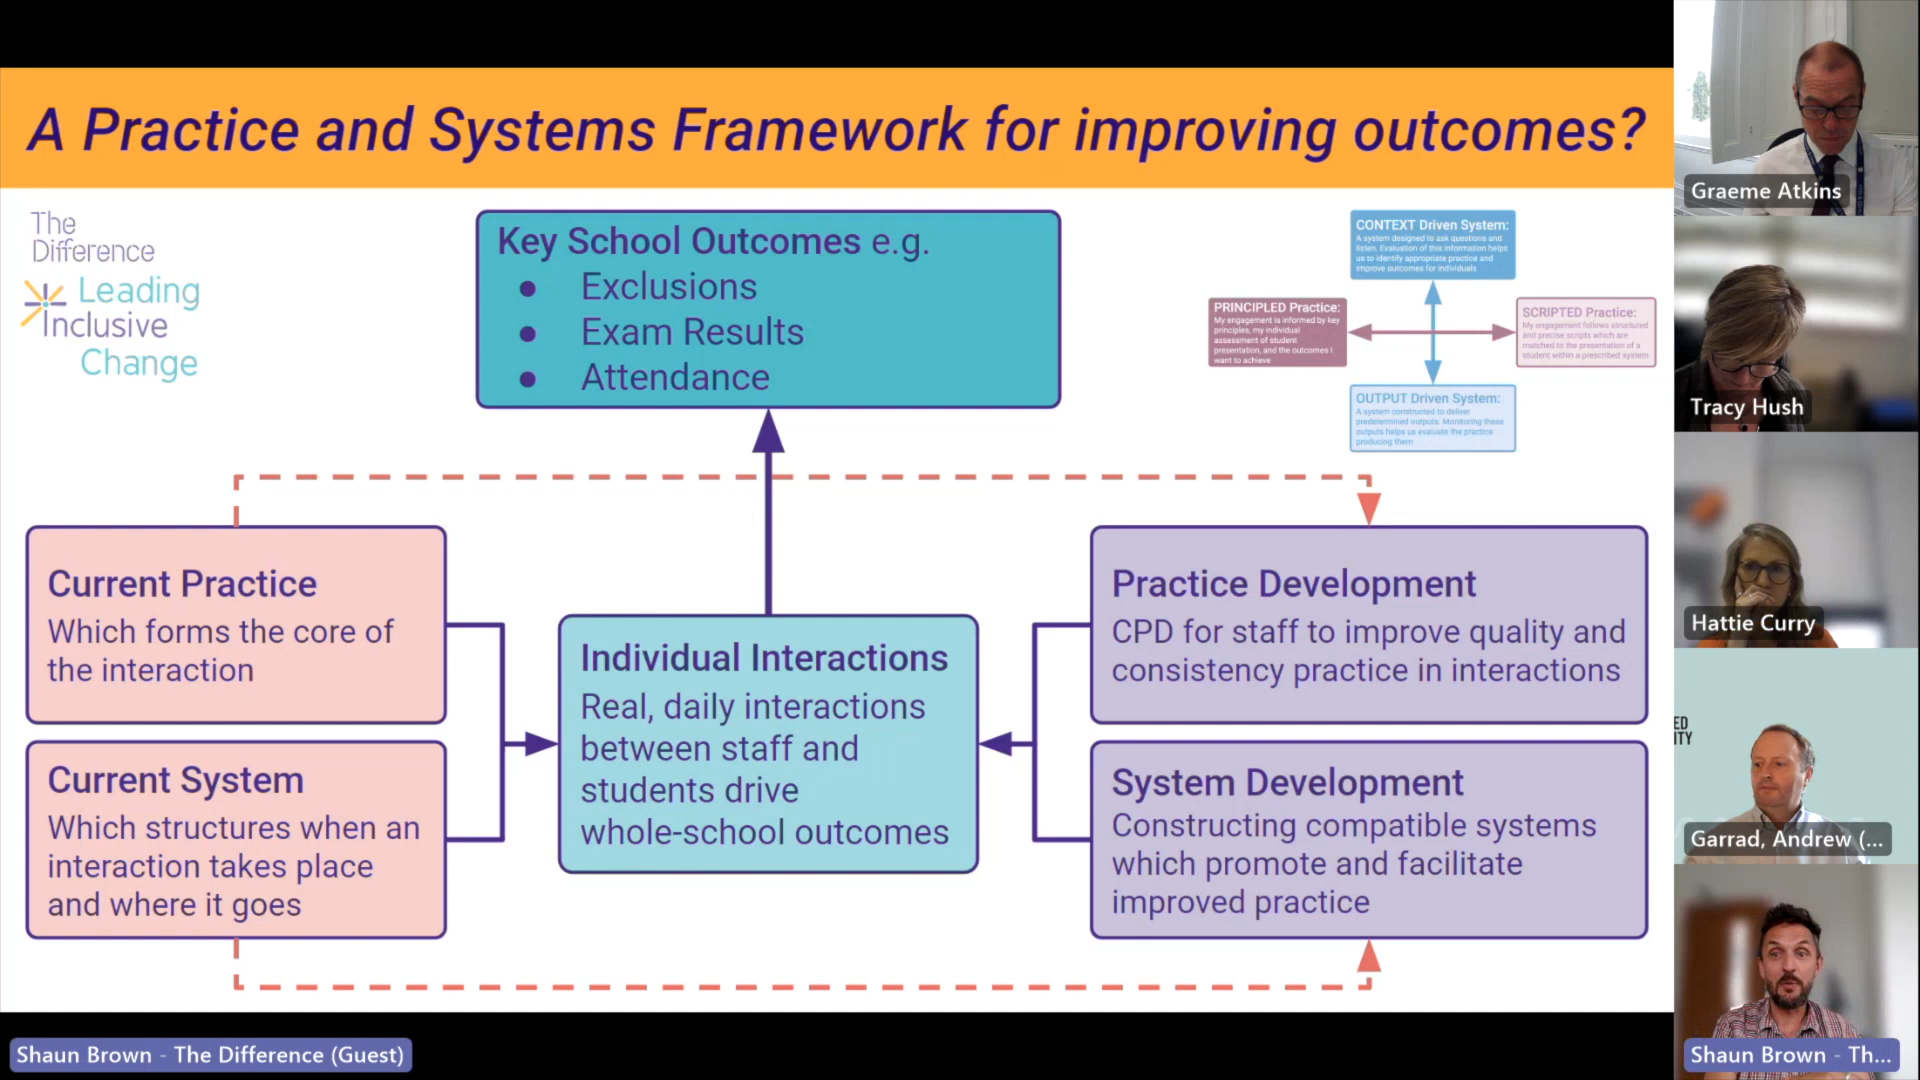 A Practice and Systems Framework for improving outcomes?
The
Difference
Leading
Inclusive
Change
Key School Outcomes e.g.
● Exclusions
● Exam Results
● Attendance
CONTEXT Driven System:
A system designed to ask questions and
listen. Evaluation of this information helps
us to identify appropriate practice and
improve outcomes for individuals
PRINCIPLED Practice:
My engagement is informed by key
principles, my individual
assessment of student
presentation, and the outcomes I
want to achieve
SCRIPTED Practice:
My engagement follows structured
and precise scripts which are
matched to the presentation of a
student within a prescribed system
OUTPUT Driven System:
A system constructed to deliver
predetermined outputs. Monitoring these
outputs helps us evaluate the practice
producing them
Current Practice
Which forms the core of
the interaction
Current System
Which structures when an
interaction takes place
and where it goes
Individual Interactions
Real, daily interactions
between staff and
students drive
whole-school outcomes
Practice Development
CPD for staff to improve quality and
consistency practice in interactions
System Development
Constructing compatible systems
which promote and facilitate
improved practice
Graeme Atkins
Tracy Hush
Hattie Curry
ED
ITY
Garrad, Andrew (...
Shaun Brown - Th...
Shaun Brown - The Difference (Guest)